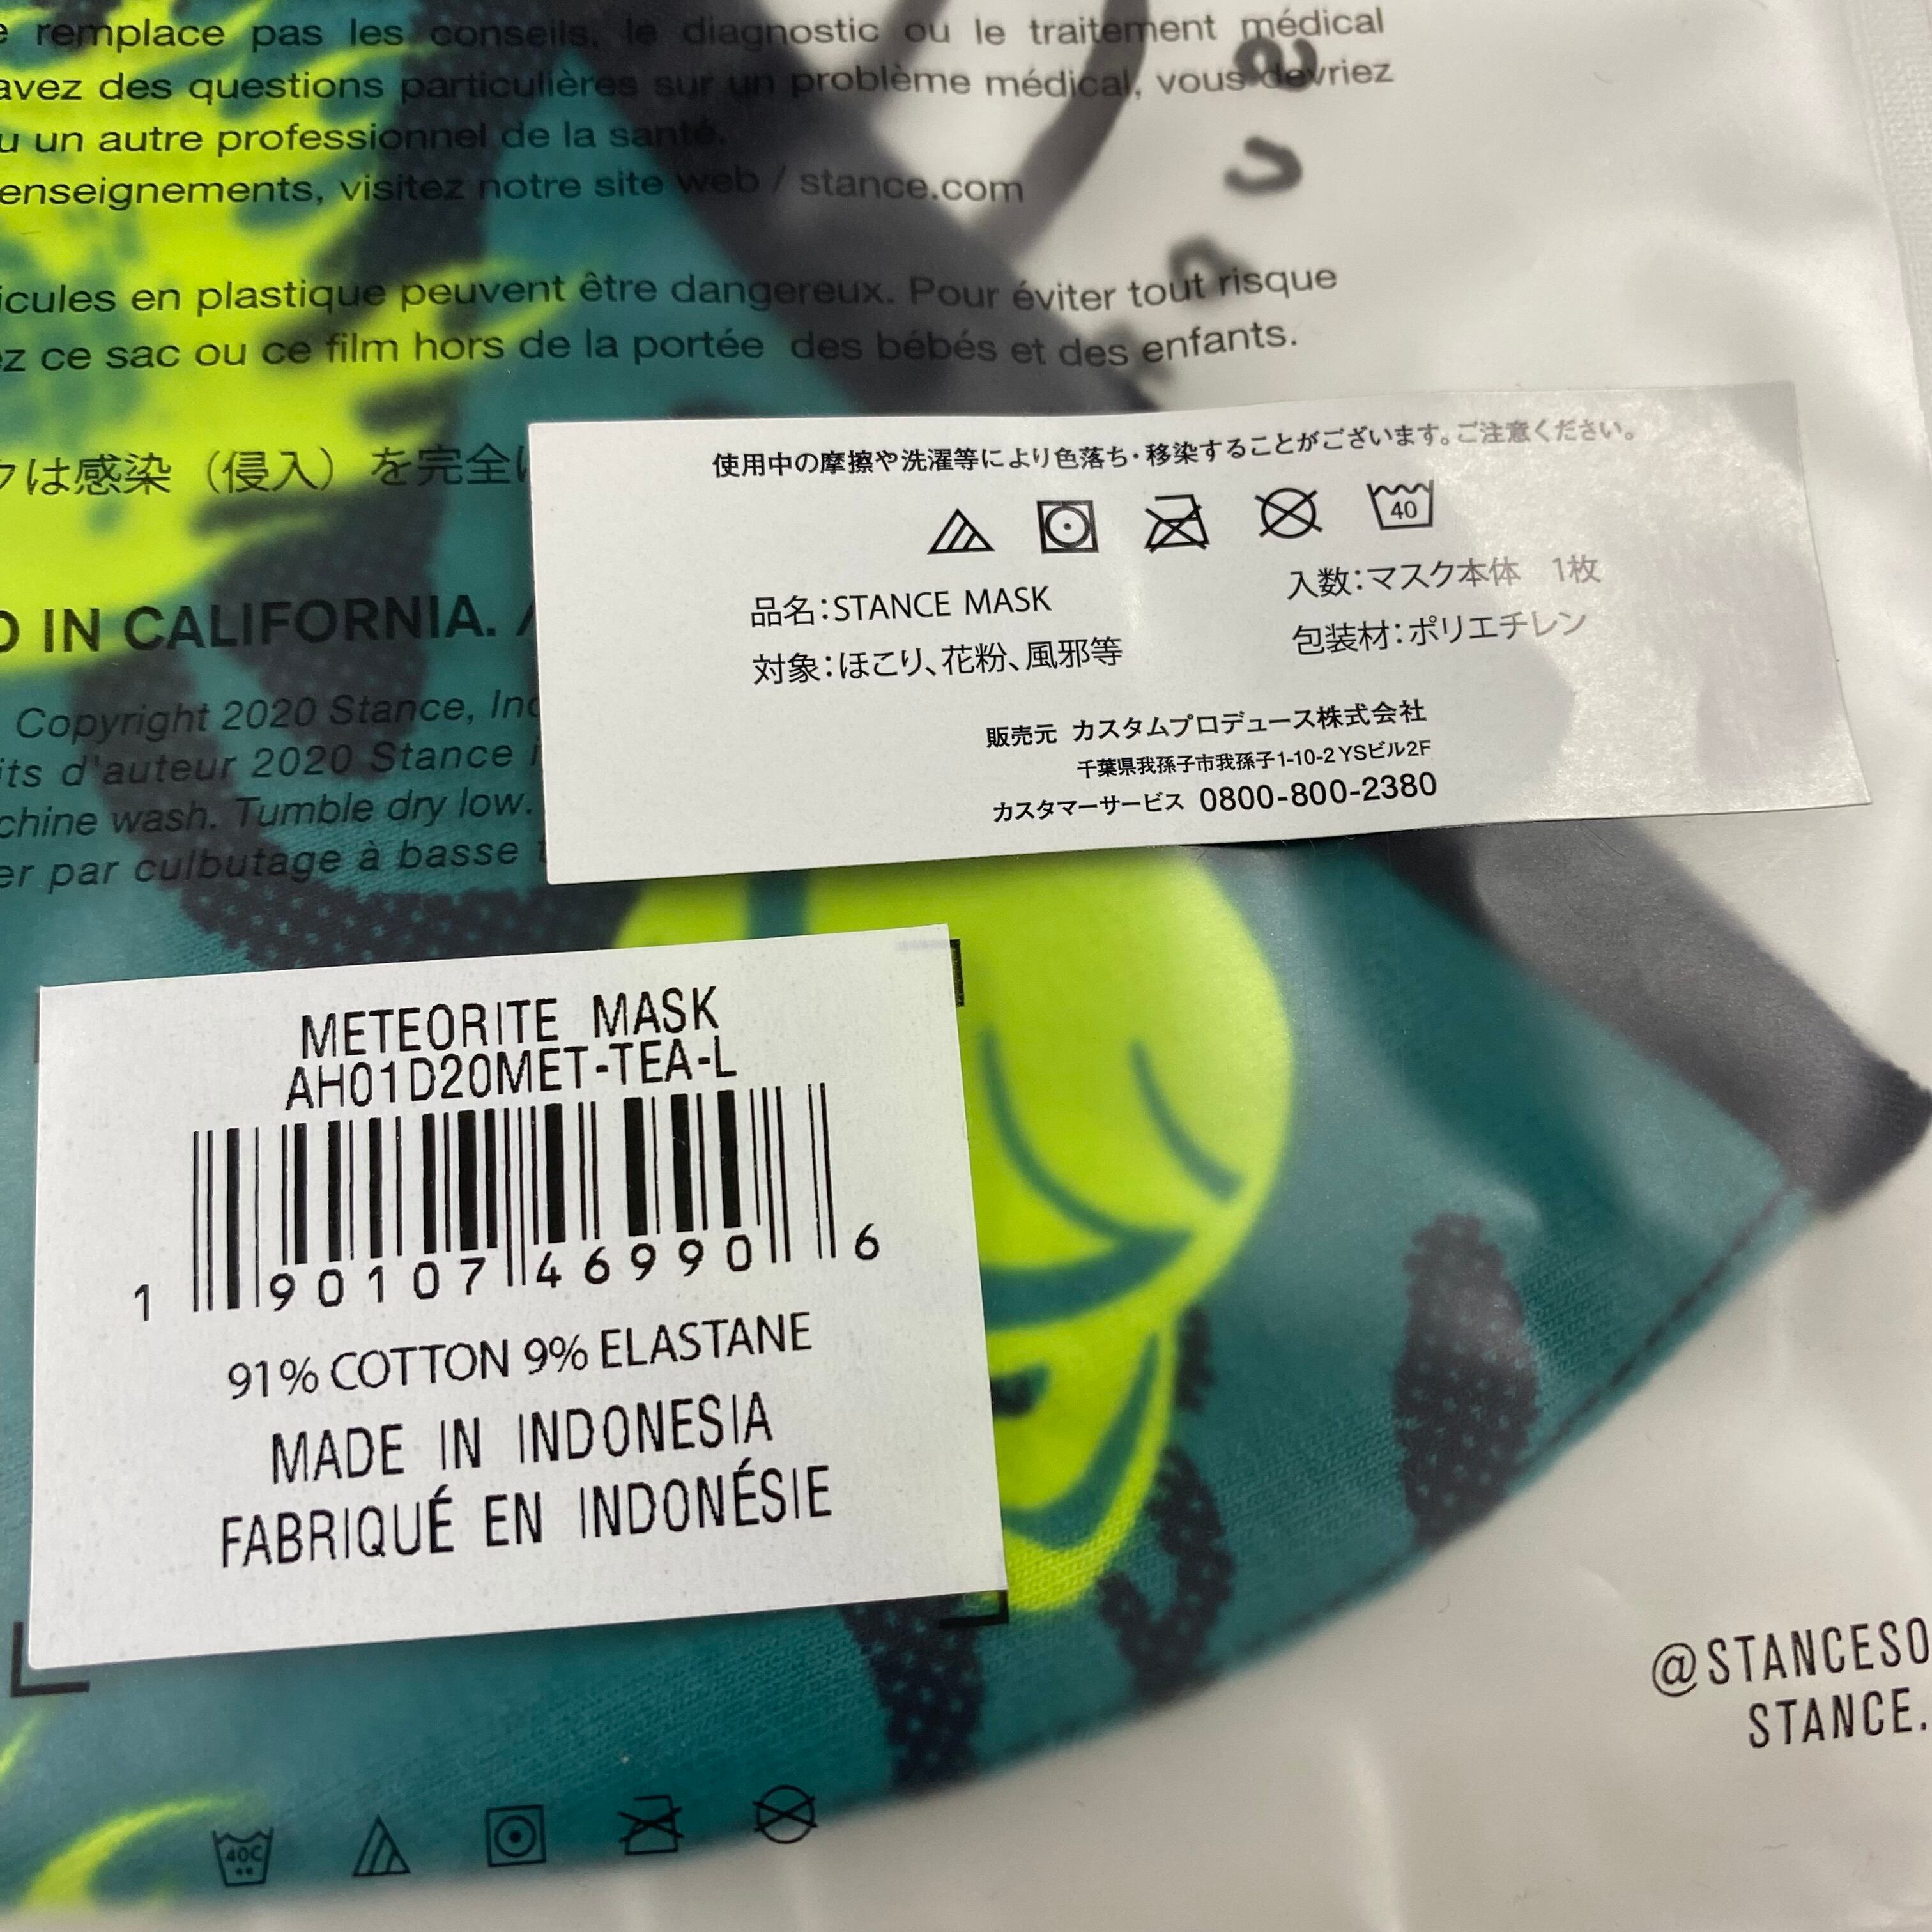 remplace pas les conseils, le diagnostic ou le traitement médical
avez des questions particulières sur un problème médical, vous devriez
un autre professionnel de la santé.
enseignements, visitez notre site web / stance.com
icules en plastique peuvent être dangereux. Pour éviter tout risque
ez ce sac ou ce film hors de la portée des bébés et des enfants.
クは感染（侵入）を完全に
使用中の摩擦や洗濯等により色落ち・移染することがございます。ご注意ください。
40
品名：STANCE MASK
入数：マスク本体 1枚
対象：ほこり、花粉、風邪等
包装材：ポリエチレン
販売元 カスタムプロデュース株式会社
千葉県我孫子市我孫子1-10-2 YSビル2F
カスタマーサービス 0800-800-2380
D IN CALIFORNIA.
Copyright 2020 Stance, Inc
its d'auteur 2020 Stance
chine wash. Tumble dry low.
er par culbutage à basse
METEORITE MASK
AH01D20MET-TEA-L
1 90107 46990 6
91% COTTON 9% ELASTANE
MADE IN INDONESIA
FABRIQUÉ EN INDONÉSIE
@STANCESO
STANCE.
40C